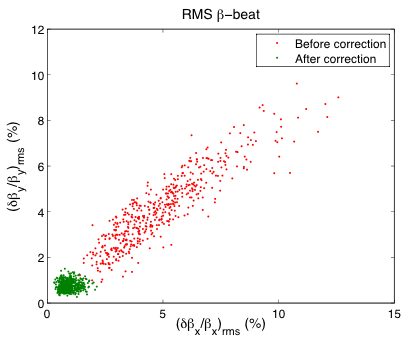 RMS β−beat
12
10
8
6
4
2
0
(δβy/βy)rms (%)
Before correction
After correction
0
5
10
15
(δβx/βx)rms (%)